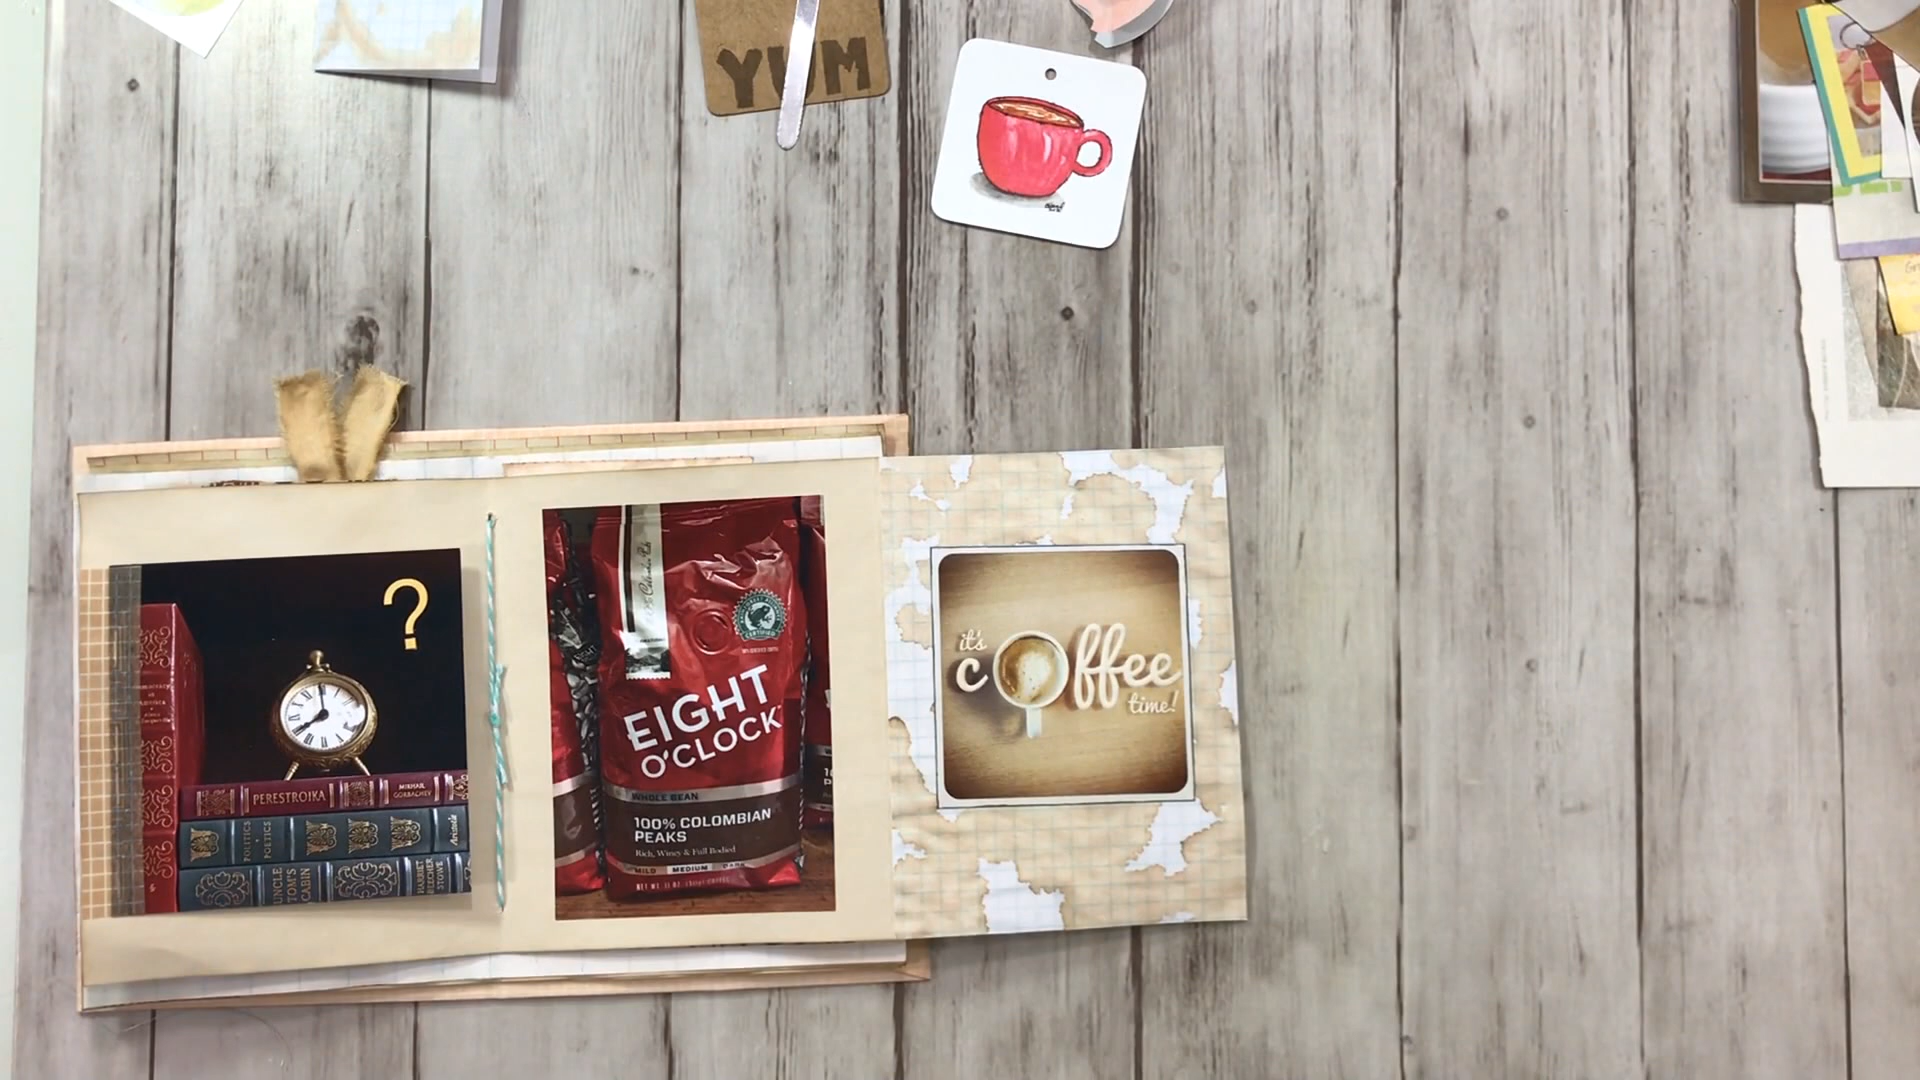 YUM
?
PERESTROIKA
MIKHAIL
GORBACHEV
POLITICS
POETICS
Aristotle
UNCLE
TOM'S
CABIN
HARRIET
BEECHER
STOWE
CERTIFIED
EIGHT
O'CLOCK
WHOLE BEAN
100% COLOMBIAN
PEAKS
Rich, Winey & Full Bodied
MILD MEDIUM DARK
it's
coffee
time!